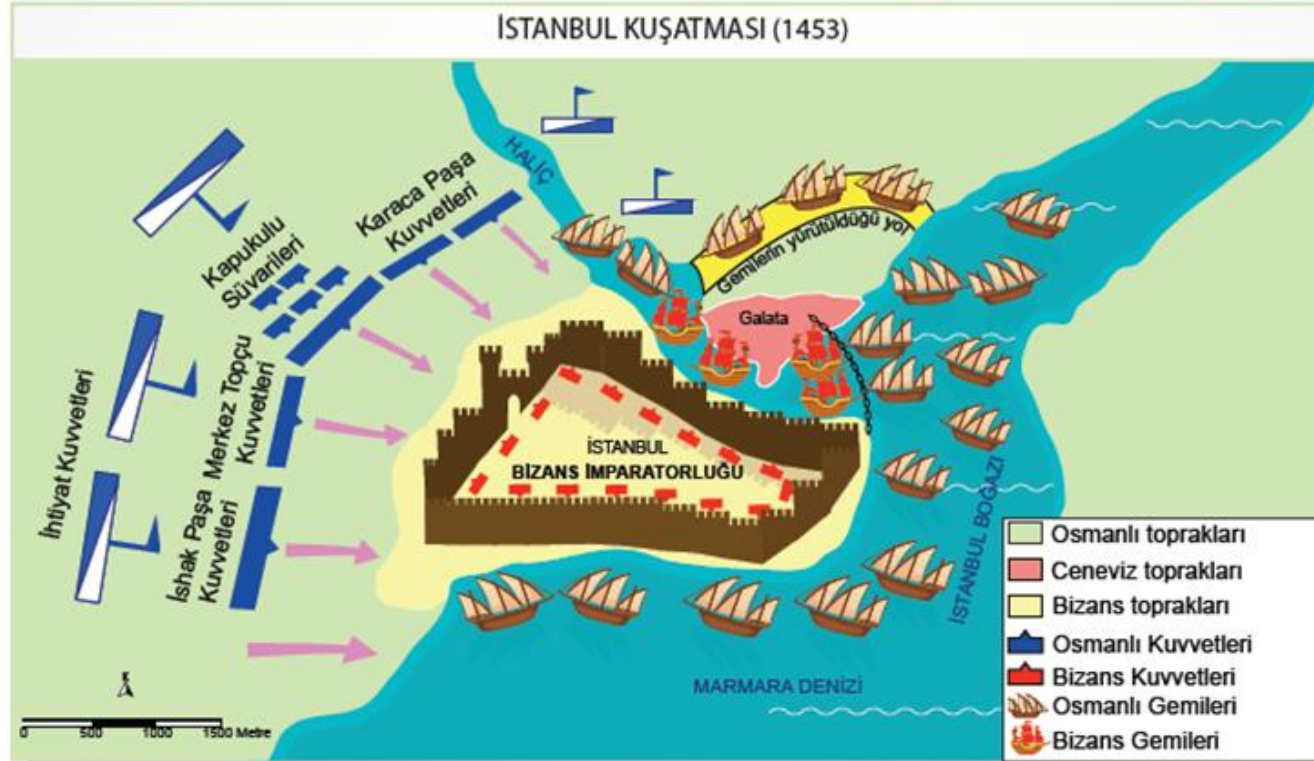 İSTANBUL KUŞATMASI (1453)
HALİÇ
Karaca Paşa
Kuvvetleri
Kapukulu
Süvarileri
Gemilerin yürütüldüğü yol
Galata
Merkez Topçu
Kuvvetleri
İhtiyat Kuvvetleri
İshak Paşa
Kuvvetleri
İSTANBUL
BİZANS İMPARATORLUĞU
İSTANBUL BOĞAZI
MARMARA DENİZİ
0 500 1000 1500 Metre
Osmanlı toprakları
Ceneviz toprakları
Bizans toprakları
Osmanlı Kuvvetleri
Bizans Kuvvetleri
Osmanlı Gemileri
Bizans Gemileri